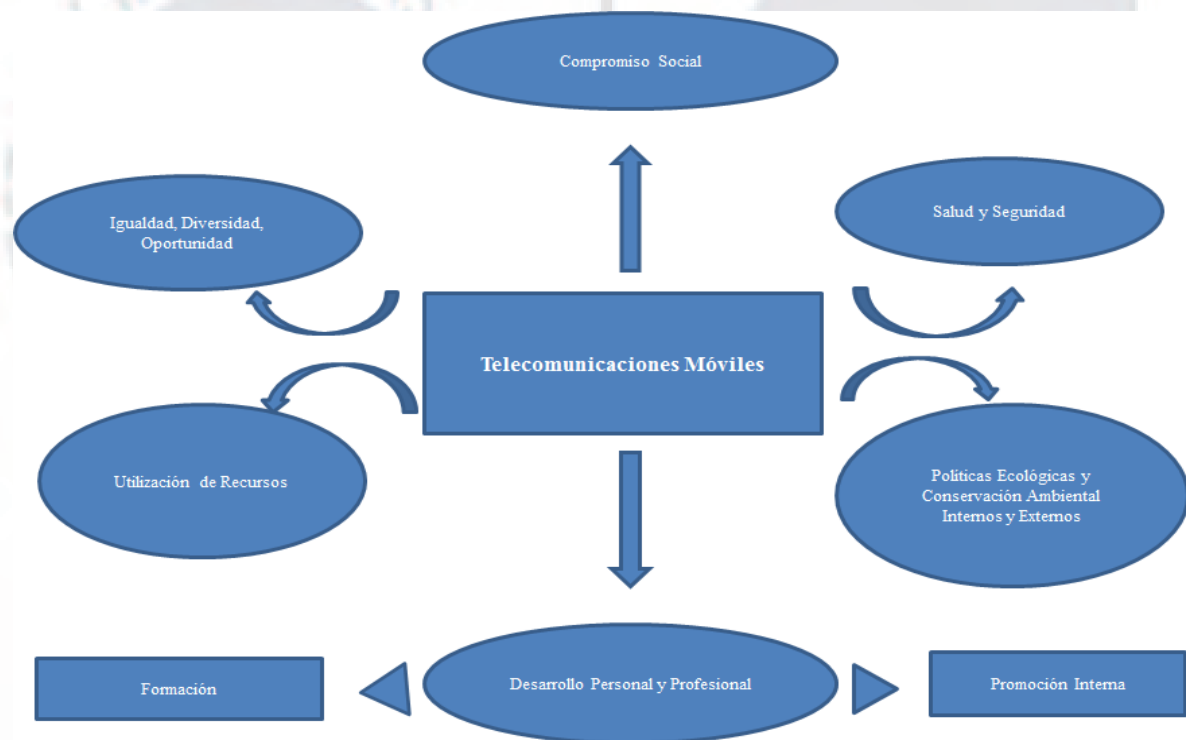 Compromiso Social
Igualdad, Diversidad,
Oportunidad
Salud y Seguridad
Telecomunicaciones Móviles
Utilización de Recursos
Políticas Ecológicas y
Conservación Ambiental
Internos y Externos
Formación
Desarrollo Personal y Profesional
Promoción Interna